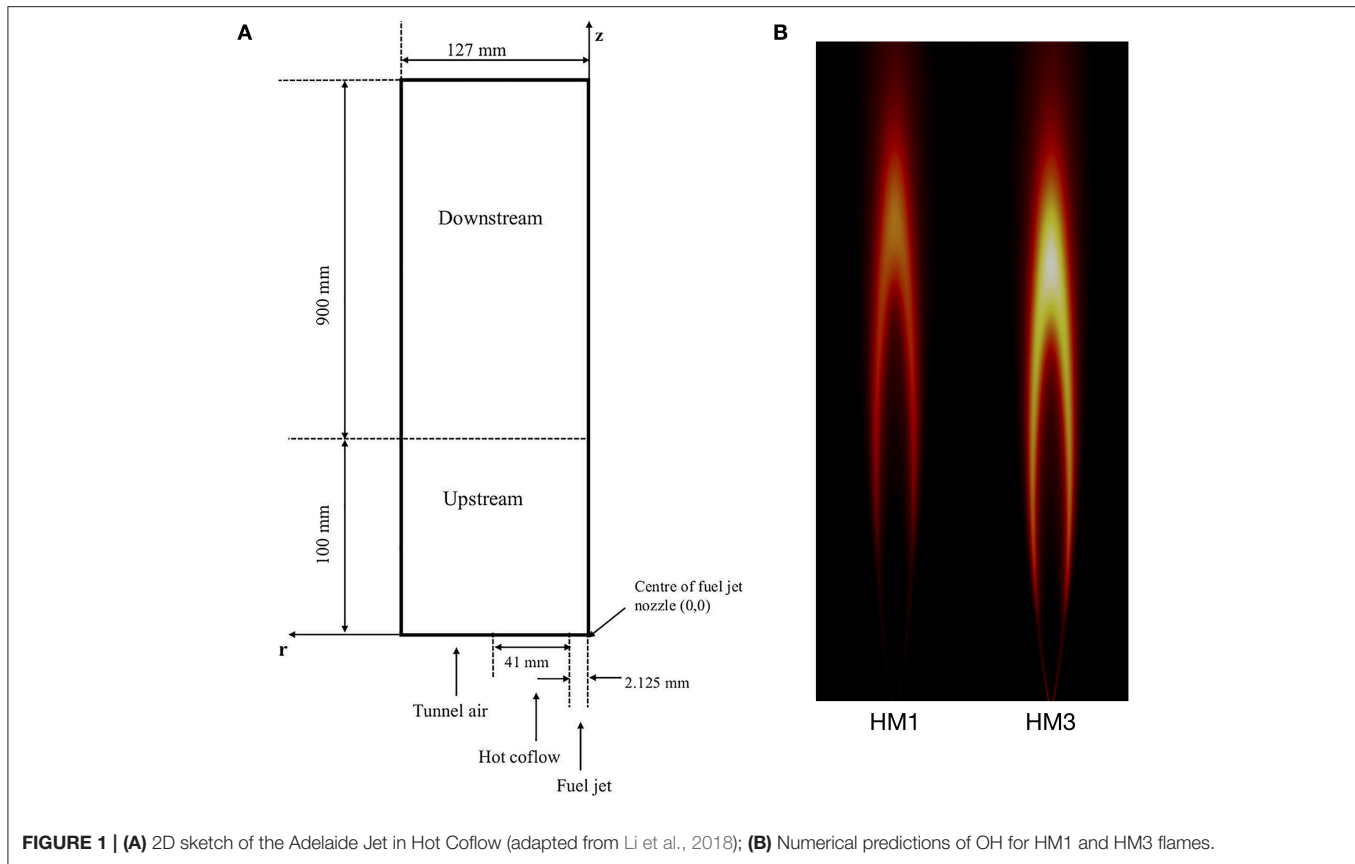 A
z
127 mm
Downstream
900 mm
Upstream
100 mm
Centre of fuel jet
nozzle (0,0)
r
41 mm
2.125 mm
Tunnel air
Hot coflow
Fuel jet
B
HM1
HM3
FIGURE 1 | (A) 2D sketch of the Adelaide Jet in Hot Coflow (adapted from Li et al., 2018); (B) Numerical predictions of OH for HM1 and HM3 flames.